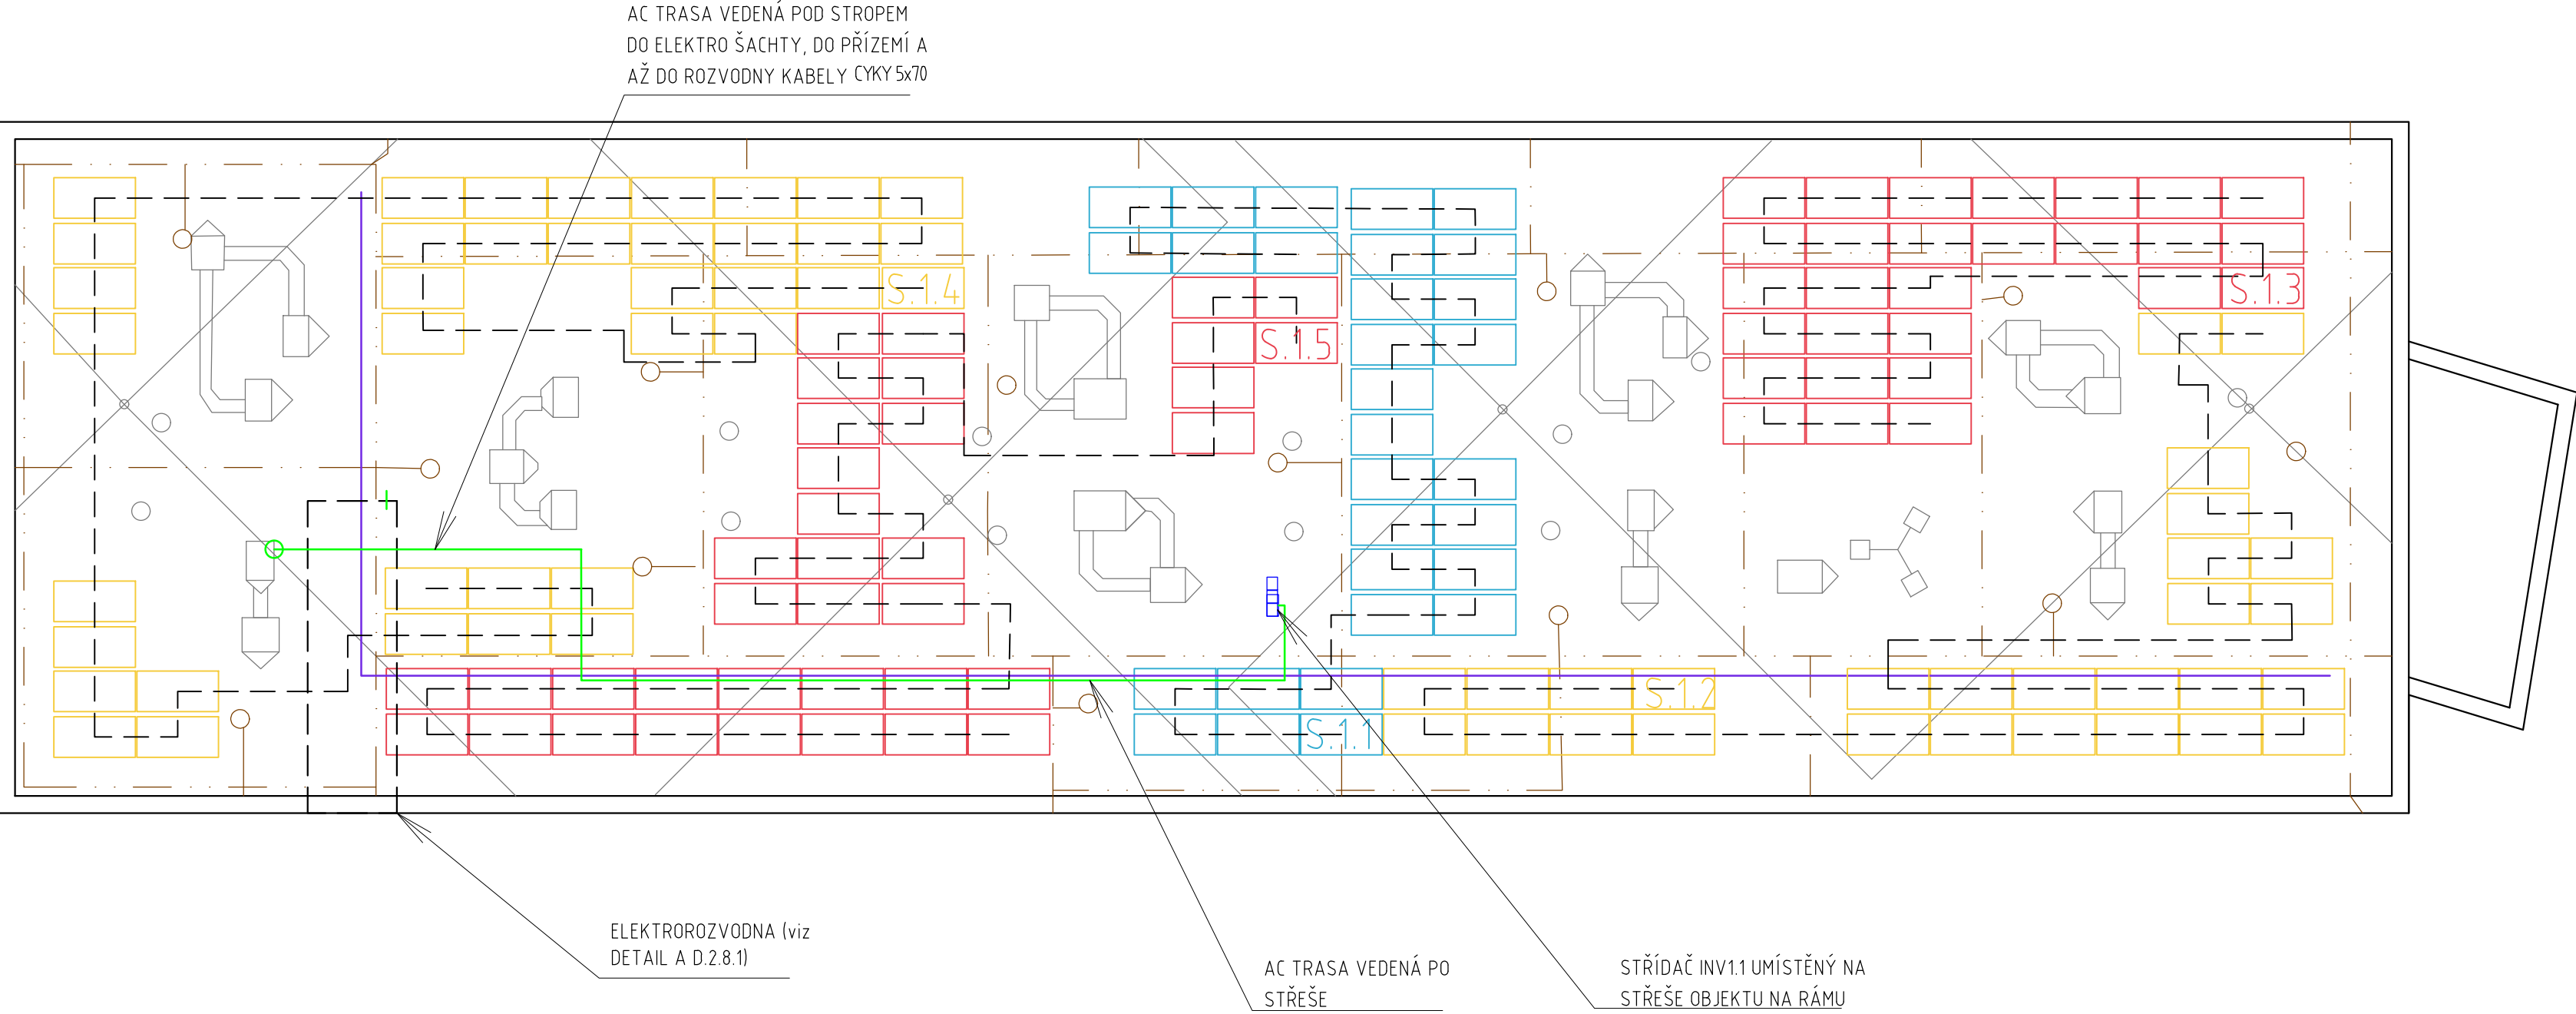 AC TRASA VEDENÁ POD STROPEM
DO ELEKTRO ŠACHTY, DO PŘÍZEMÍ A
AŽ DO ROZVODNY KABELY CYKY 5x70
S.1.4
S.1.3
S.1.5
S.1.2
S.1.1
ELEKTROROZVODNA (viz
DETAIL A D.2.8.1)
AC TRASA VEDENÁ PO
STŘEŠE
STŘÍDAČ INV1.1 UMÍSTĚNÝ NA
STŘEŠE OBJEKTU NA RÁMU